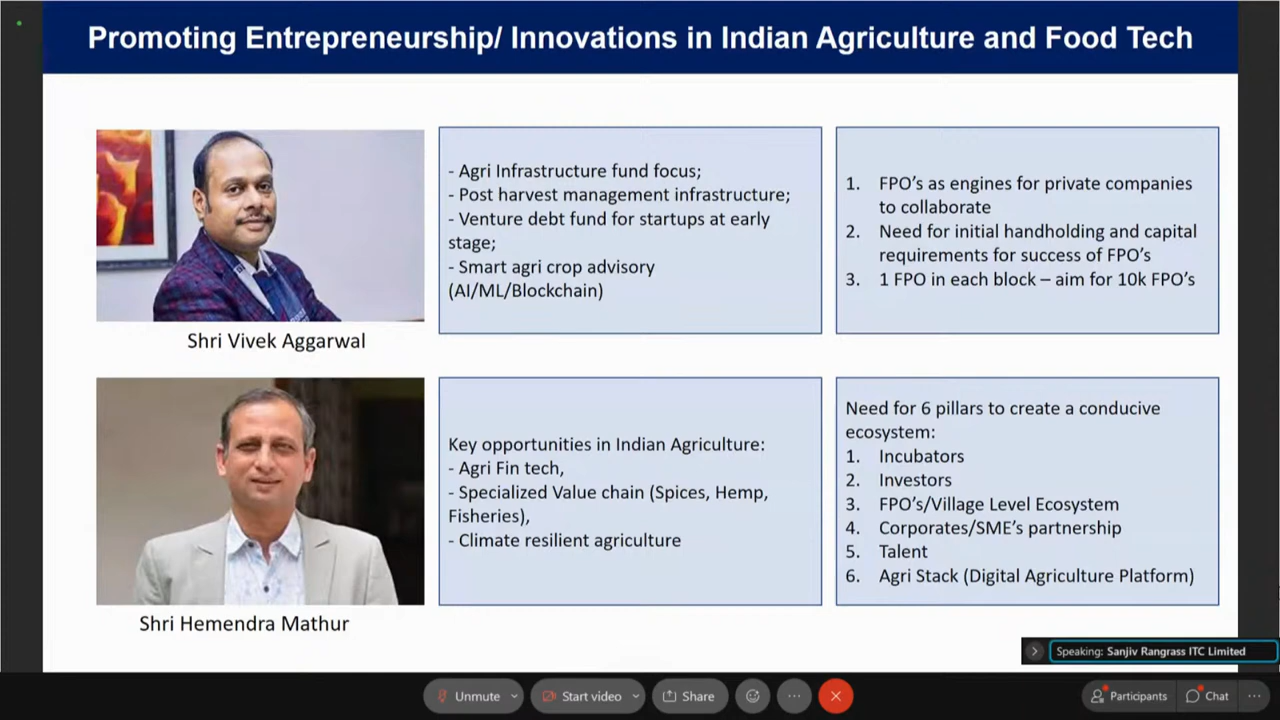 Promoting Entrepreneurship/ Innovations in Indian Agriculture and Food Tech
- Agri Infrastructure fund focus;
- Post harvest management infrastructure;
- Venture debt fund for startups at early
stage;
- Smart agri crop advisory
(AI/ML/Blockchain)
1. FPO’s as engines for private companies
to collaborate
2. Need for initial handholding and capital
requirements for success of FPO’s
3. 1 FPO in each block – aim for 10k FPO’s
Shri Vivek Aggarwal
Key opportunities in Indian Agriculture:
- Agri Fin tech,
- Specialized Value chain (Spices, Hemp,
Fisheries),
- Climate resilient agriculture
Need for 6 pillars to create a conducive
ecosystem:
1. Incubators
2. Investors
3. FPO’s/Village Level Ecosystem
4. Corporates/SME’s partnership
5. Talent
6. Agri Stack (Digital Agriculture Platform)
Shri Hemendra Mathur
Speaking: Sanjiv Rangrass ITC Limited
Unmute
Start video
Share
Participants
Chat